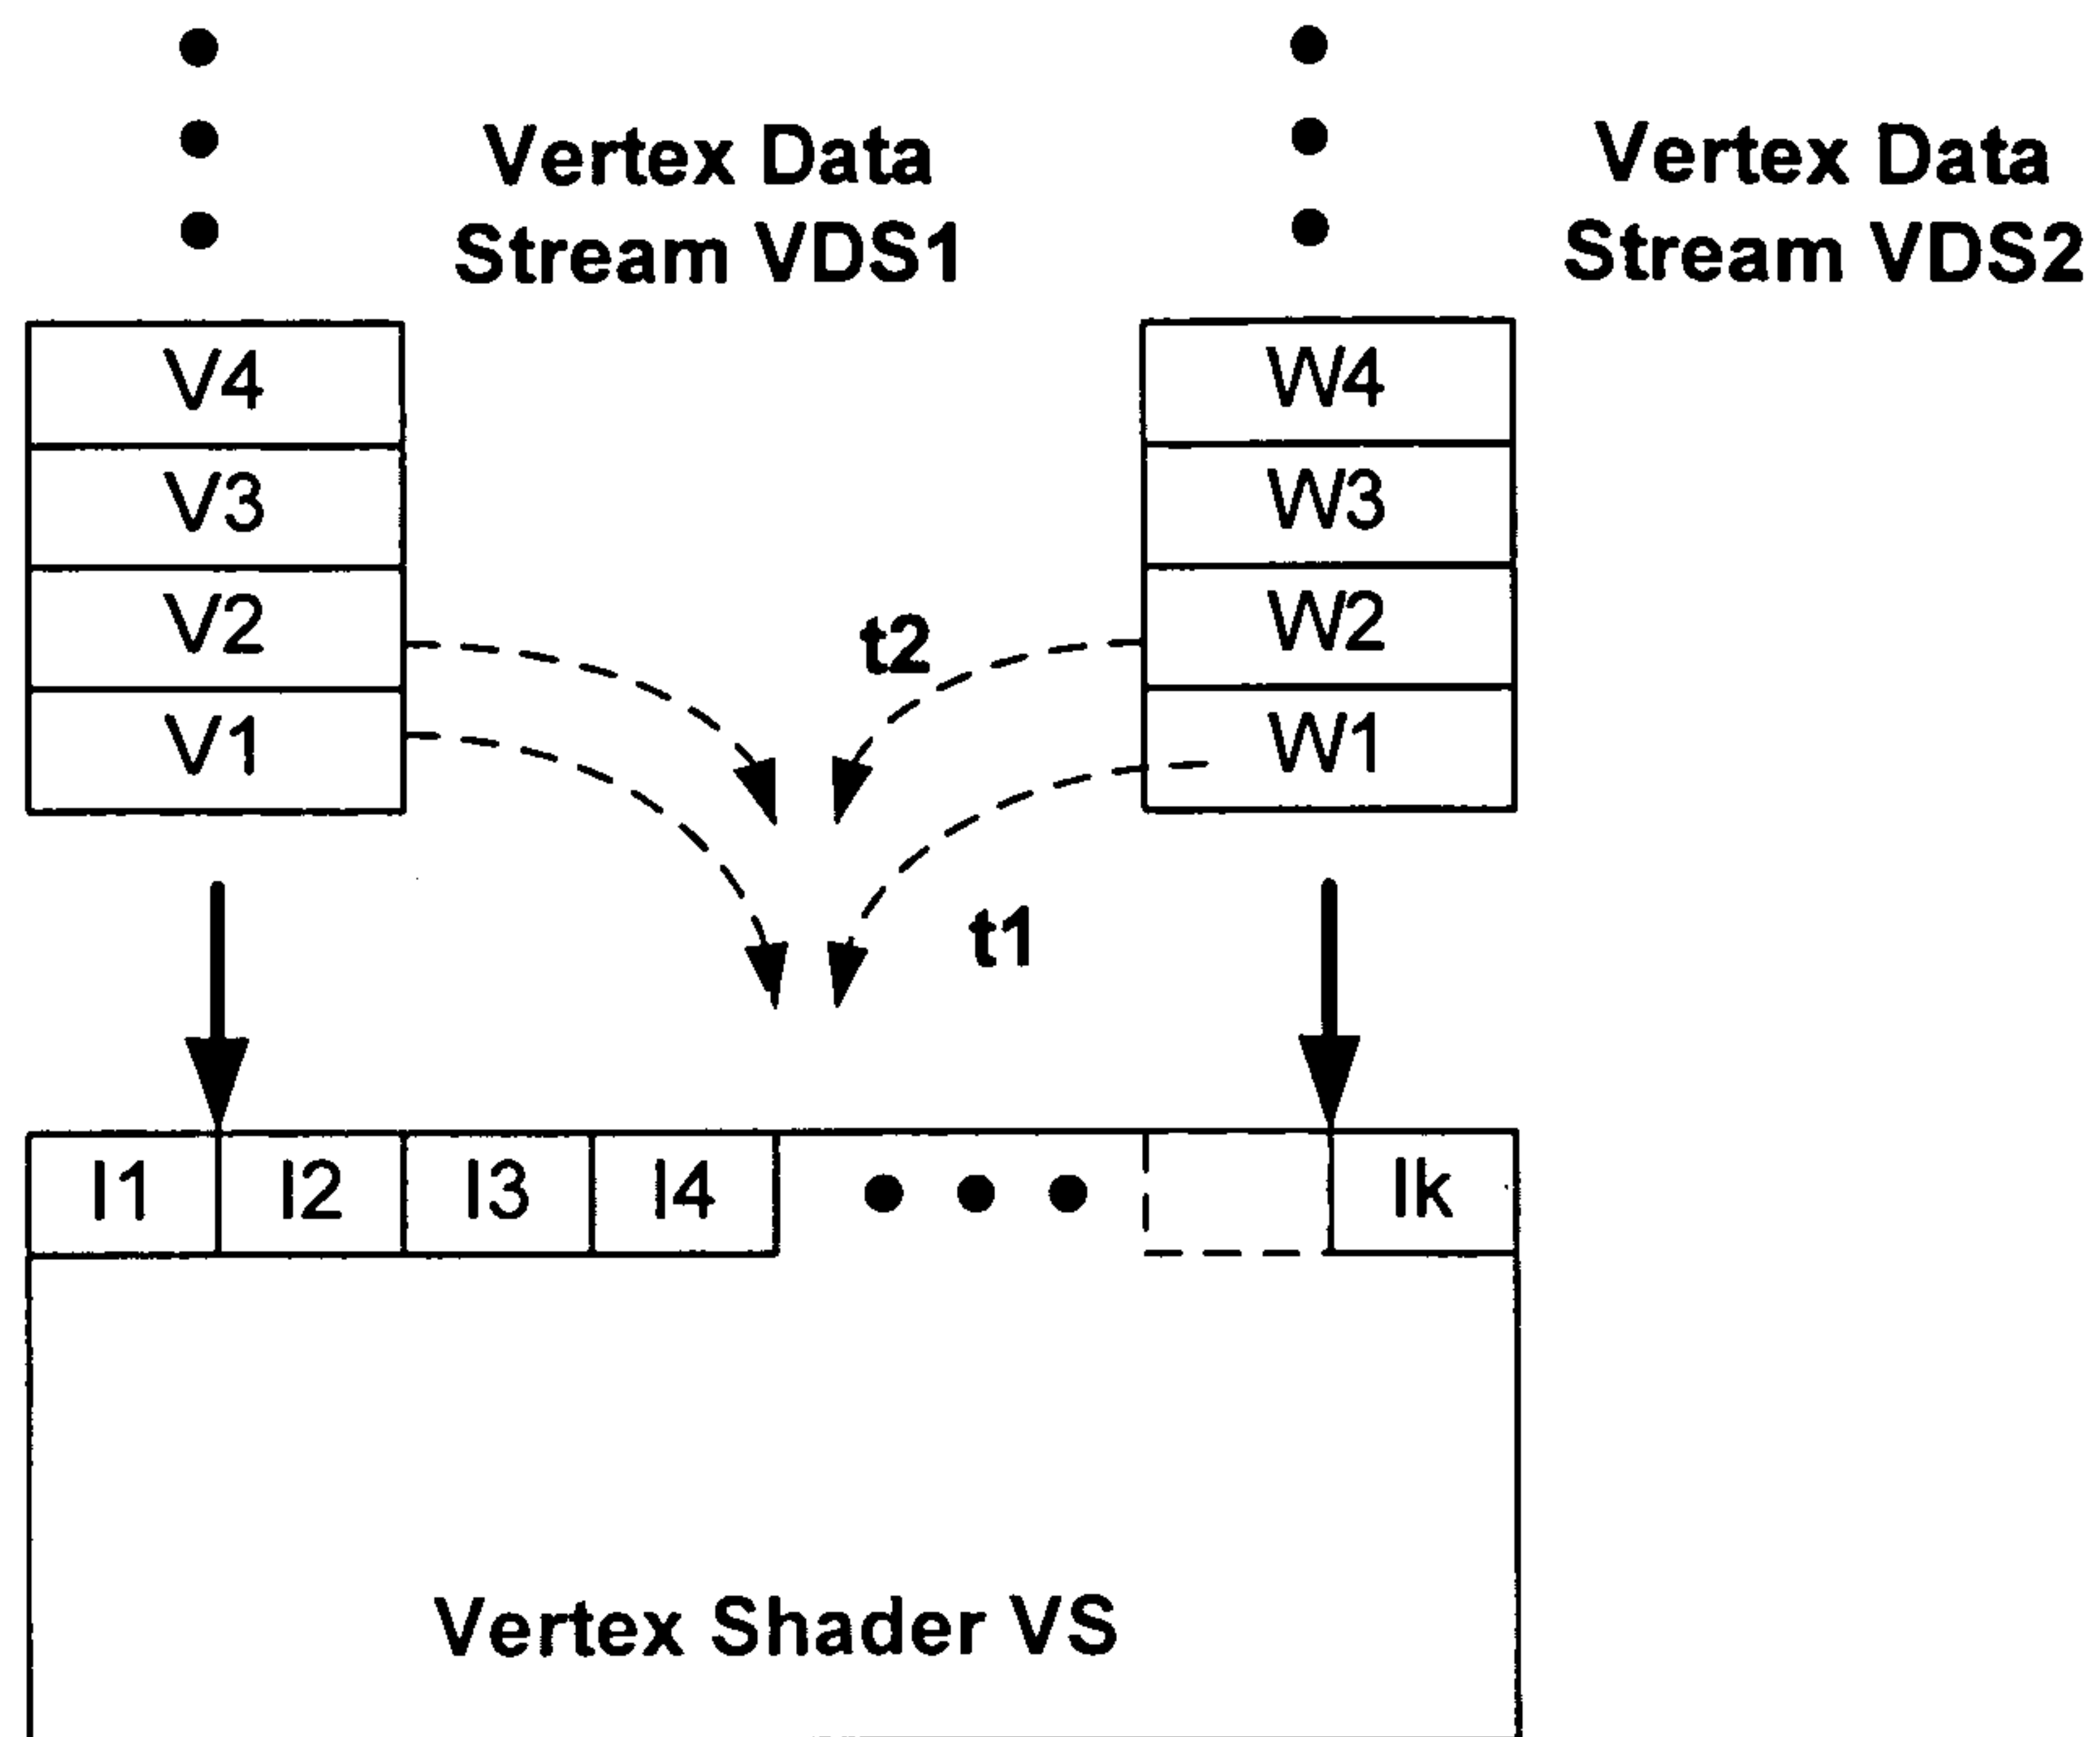 Vertex Data
Stream VDS1
Vertex Data
Stream VDS2
V4
V3
V2
V1
W4
W3
W2
W1
t2
t1
I1 I2 I3 I4 Ik
Vertex Shader VS